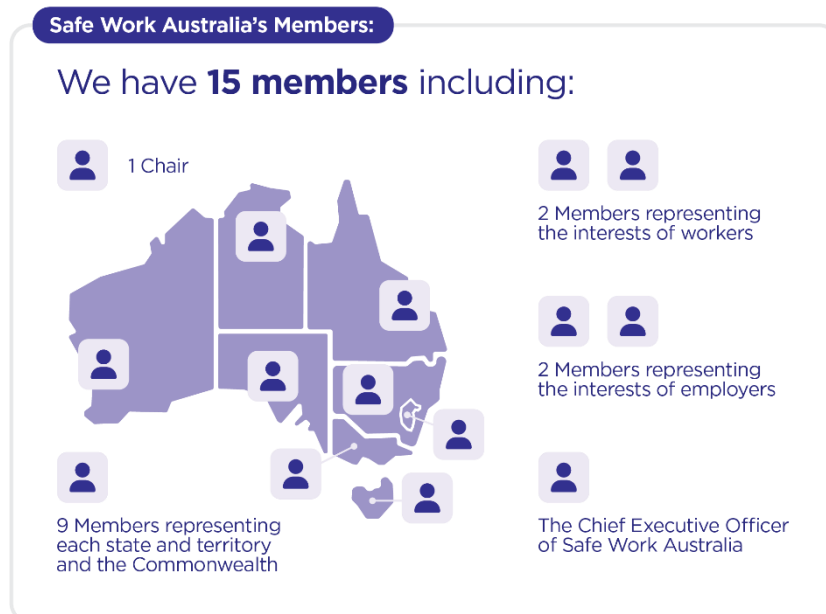 Safe Work Australia's Members:
We have 15 members including:
1 Chair
9 Members representing
each state and territory
and the Commonwealth
2 Members representing
the interests of workers
2 Members representing
the interests of employers
The Chief Executive Officer
of Safe Work Australia